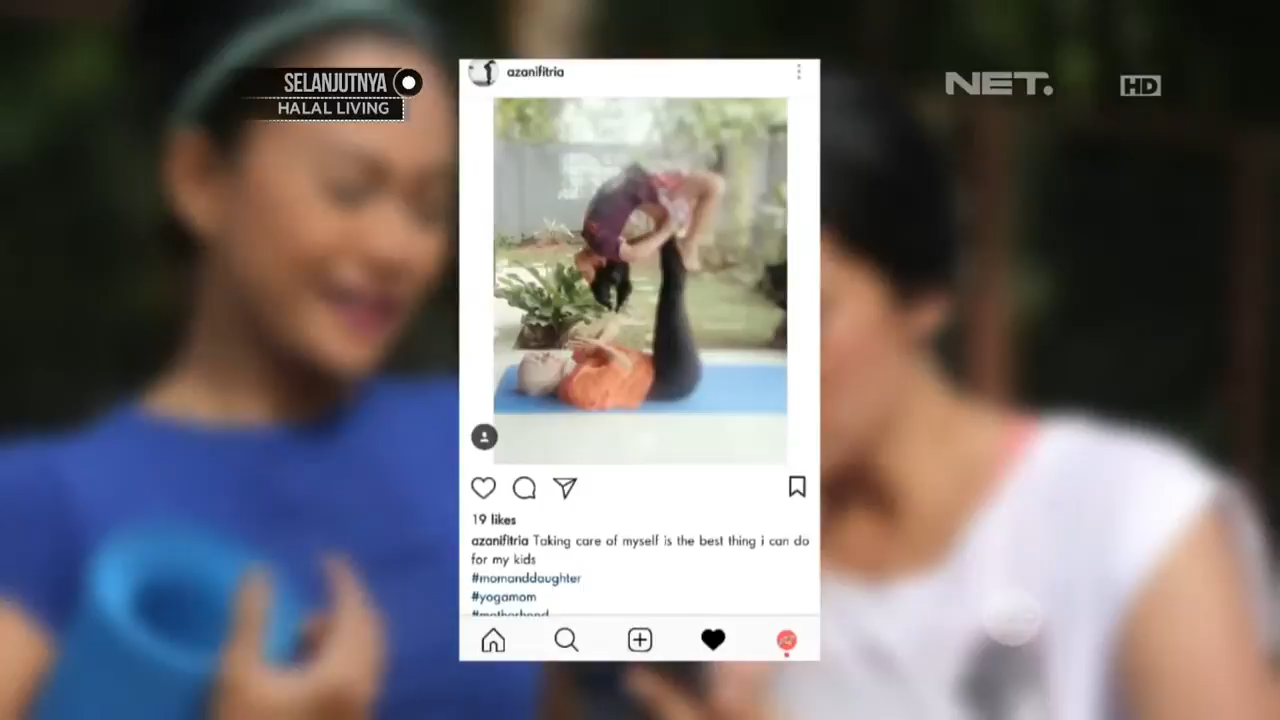 SELANJUTNYA
HALAL LIVING
NET.
HD
azanifitria
19 likes
azanifitria Taking care of myself is the best thing i can do
for my kids
#momanddaughter
#yogamom
#motherhood